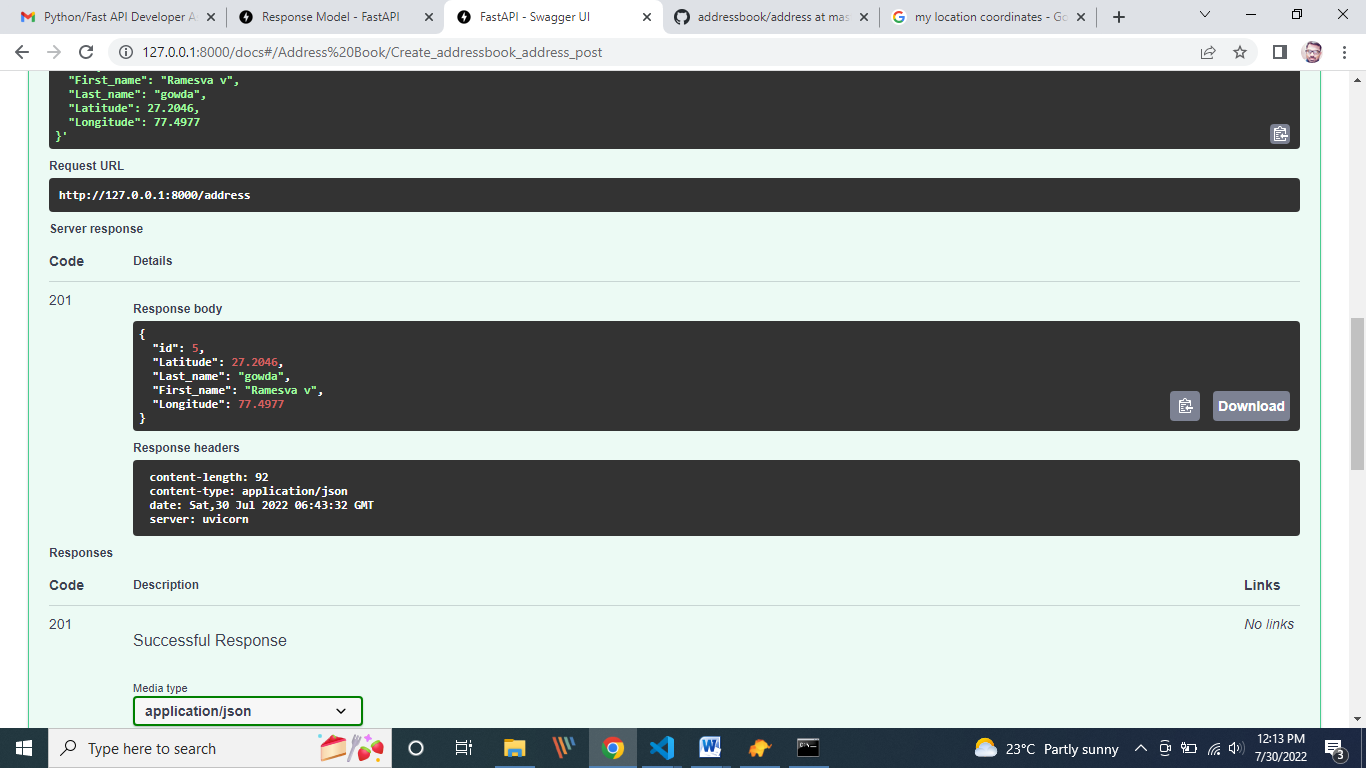 Python/Fast API Developer A
Response Model - FastAPI
FastAPI - Swagger UI
addressbook/address at mas
my location coordinates - Go
127.0.0.1:8000/docs#/Address%20Book/Create_addressbook_address_post
"First_name": "Ramesva v",
"Last_name": "gowda",
"Latitude": 27.2046,
"Longitude": 77.4977
}'
Request URL
http://127.0.0.1:8000/address
Server response
Code Details
201
Response body
{
"id": 5,
"Latitude": 27.2046,
"Last_name": "gowda",
"First_name": "Ramesva v",
"Longitude": 77.4977
}
Download
Response headers
content-length: 92
content-type: application/json
date: Sat,30 Jul 2022 06:43:32 GMT
server: uvicorn
Responses
Code Description Links
201
Successful Response
No links
Media type
application/json
Type here to search
23°C Partly sunny
12:13 PM
7/30/2022
3